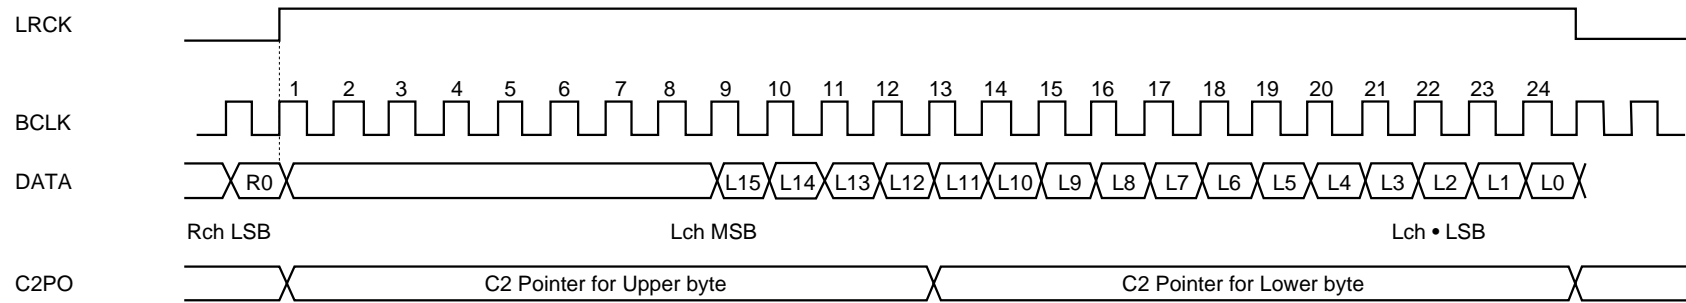 LRCK
1 2 3 4 5 6 7 8 9 10 11 12 13 14 15 16 17 18 19 20 21 22 23 24
BCLK
DATA R0 L15 L14 L13 L12 L11 L10 L9 L8 L7 L6 L5 L4 L3 L2 L1 L0
Rch LSB Lch MSB Lch • LSB
C2PO C2 Pointer for Upper byte C2 Pointer for Lower byte